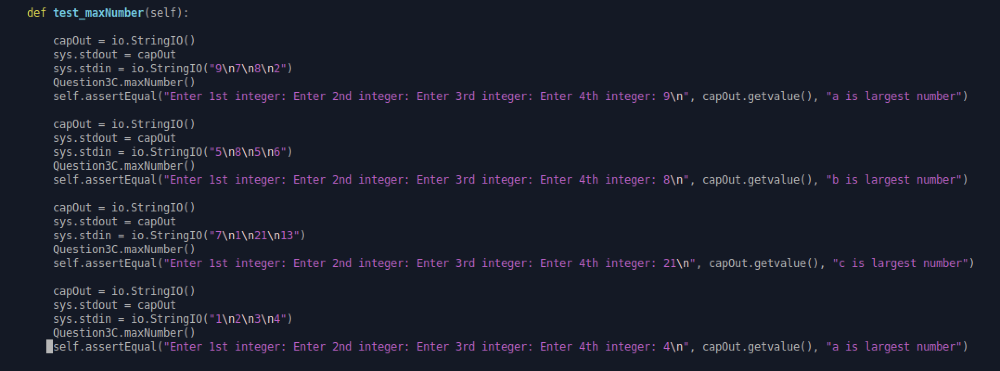 def test_maxNumber(self):
capOut = io.StringIO()
sys.stdout = capOut
sys.stdin = io.StringIO("9\n7\n8\n2")
Question3C.maxNumber()
self.assertEqual("Enter 1st integer: Enter 2nd integer: Enter 3rd integer: Enter 4th integer: 9\n", capOut.getvalue(), "a is largest number")
capOut = io.StringIO()
sys.stdout = capOut
sys.stdin = io.StringIO("5\n8\n5\n6")
Question3C.maxNumber()
self.assertEqual("Enter 1st integer: Enter 2nd integer: Enter 3rd integer: Enter 4th integer: 8\n", capOut.getvalue(), "b is largest number")
capOut = io.StringIO()
sys.stdout = capOut
sys.stdin = io.StringIO("7\n1\n21\n13")
Question3C.maxNumber()
self.assertEqual("Enter 1st integer: Enter 2nd integer: Enter 3rd integer: Enter 4th integer: 21\n", capOut.getvalue(), "c is largest number")
capOut = io.StringIO()
sys.stdout = capOut
sys.stdin = io.StringIO("1\n2\n3\n4")
Question3C.maxNumber()
self.assertEqual("Enter 1st integer: Enter 2nd integer: Enter 3rd integer: Enter 4th integer: 4\n", capOut.getvalue(), "a is largest number")